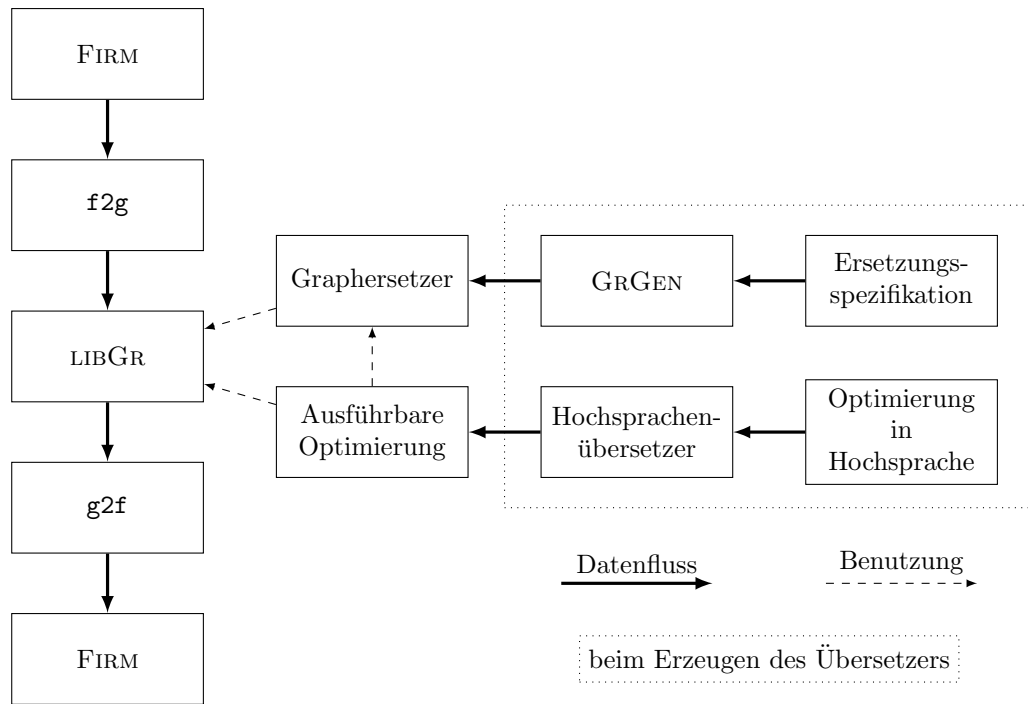 FIRM
f2g
Graphersetzer
GRGEN
Ersetzungs-
spezifikation
LIBGR
Ausführbare
Optimierung
Hochsprachen-
übersetzer
Optimierung
in
Hochsprache
g2f
Datenfluss
Benutzung
FIRM
beim Erzeugen des Übersetzers